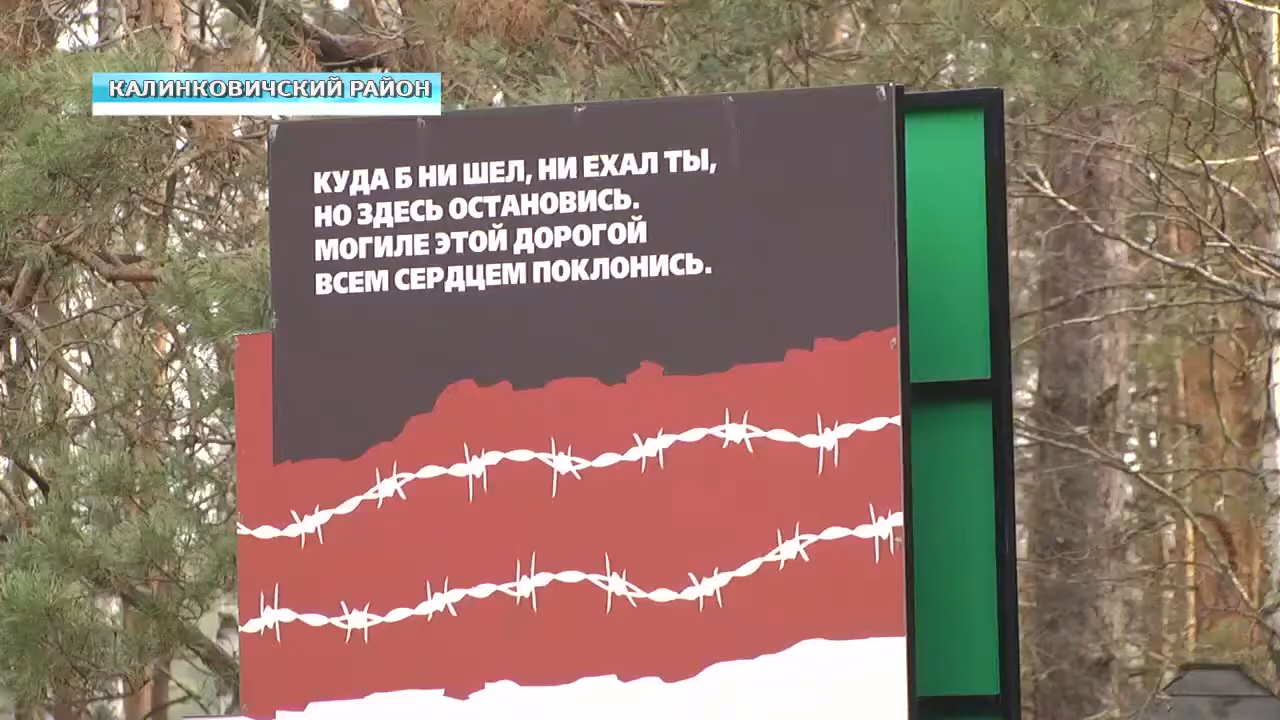 КАЛИНКОВИЧСКИЙ РАЙОН
КУДА Б НИ ШЕЛ, НИ ЕХАЛ ТЫ,
НО ЗДЕСЬ ОСТАНОВИСЬ.
МОГИЛЕ ЭТОЙ ДОРОГОЙ
ВСЕМ СЕРДЦЕМ ПОКЛОНИСЬ.